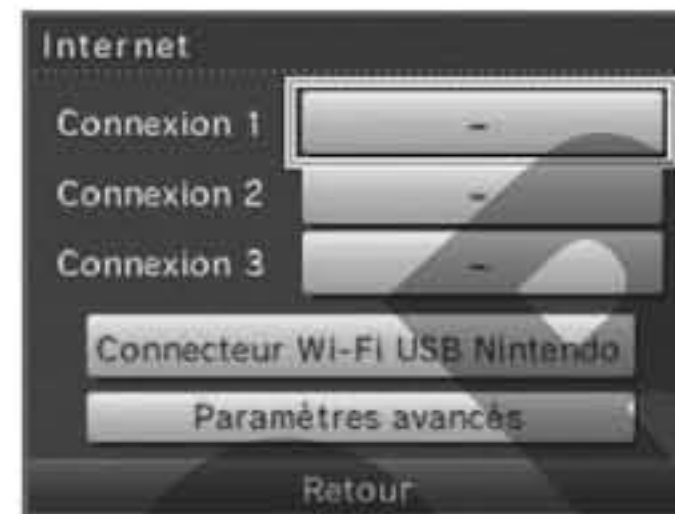 Internet
Connexion 1 -
Connexion 2 -
Connexion 3 -
Connecteur Wi-Fi USB Nintendo
Paramètres avancés
Retour